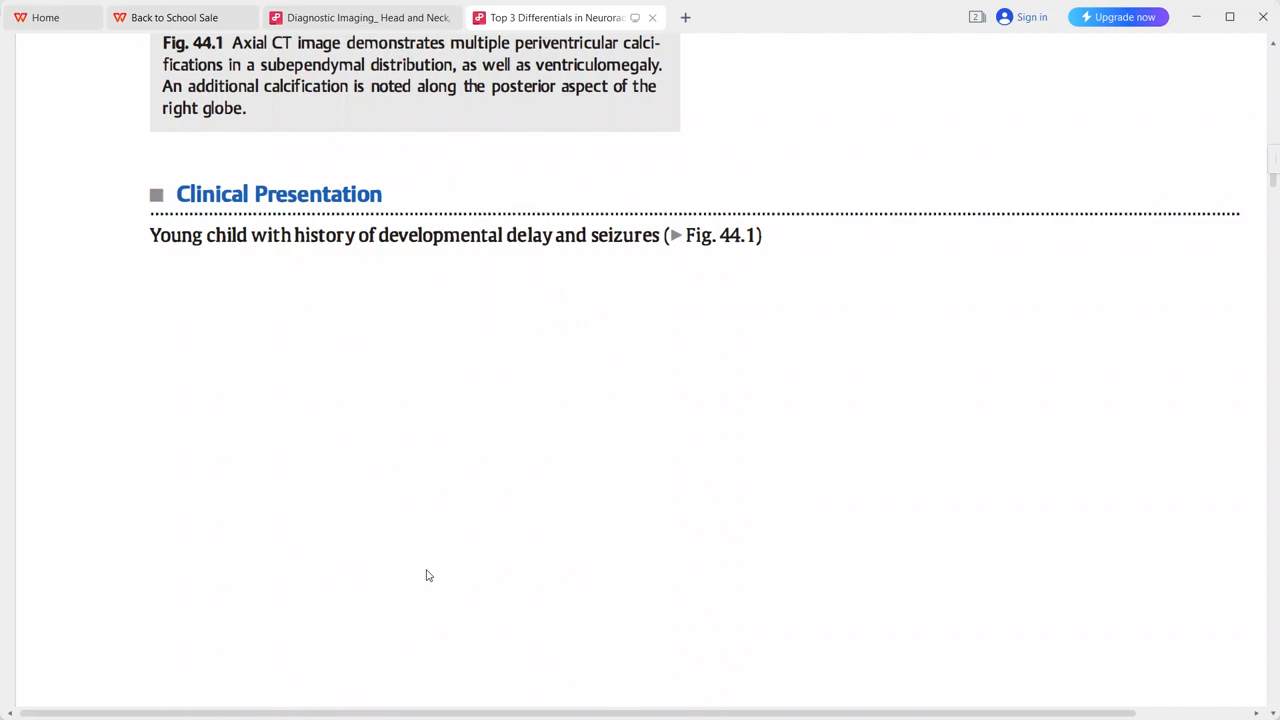 Home
Back to School Sale
Diagnostic Imaging_ Head and Neck,
Top 3 Differentials in Neurorac
2
Sign in
Upgrade now
Fig. 44.1 Axial CT image demonstrates multiple periventricular calci-
fications in a subependymal distribution, as well as ventriculomegaly.
An additional calcification is noted along the posterior aspect of the
right globe.
Clinical Presentation
Young child with history of developmental delay and seizures (▶ Fig. 44.1)